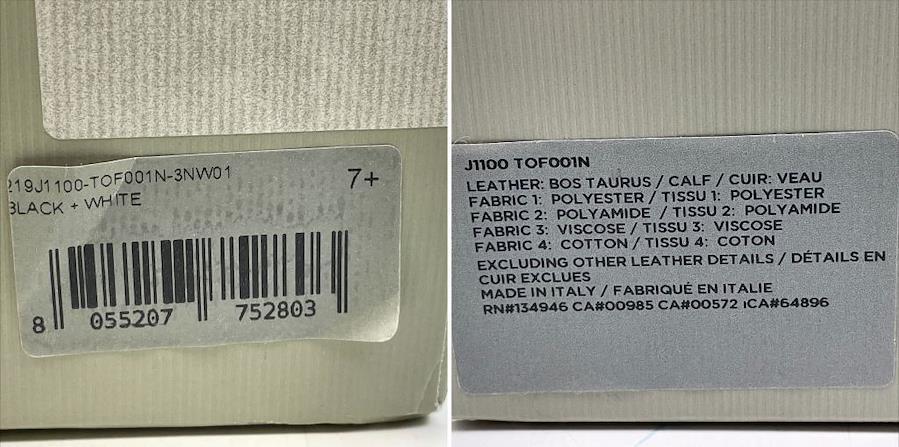 219J1100-TOF001N-3NW01
7+
BLACK + WHITE
8 055207 752803
J1100 TOF001N
LEATHER: BOS TAURUS / CALF / CUIR: VEAU
FABRIC 1: POLYESTER / TISSU 1: POLYESTER
FABRIC 2: POLYAMIDE / TISSU 2: POLYAMIDE
FABRIC 3: VISCOSE / TISSU 3: VISCOSE
FABRIC 4: COTTON / TISSU 4: COTON
EXCLUDING OTHER LEATHER DETAILS / DÉTAILS EN
CUIR EXCLUES
MADE IN ITALY / FABRIQUÉ EN ITALIE
RN#134946 CA#00985 CA#00572 ICA#64896